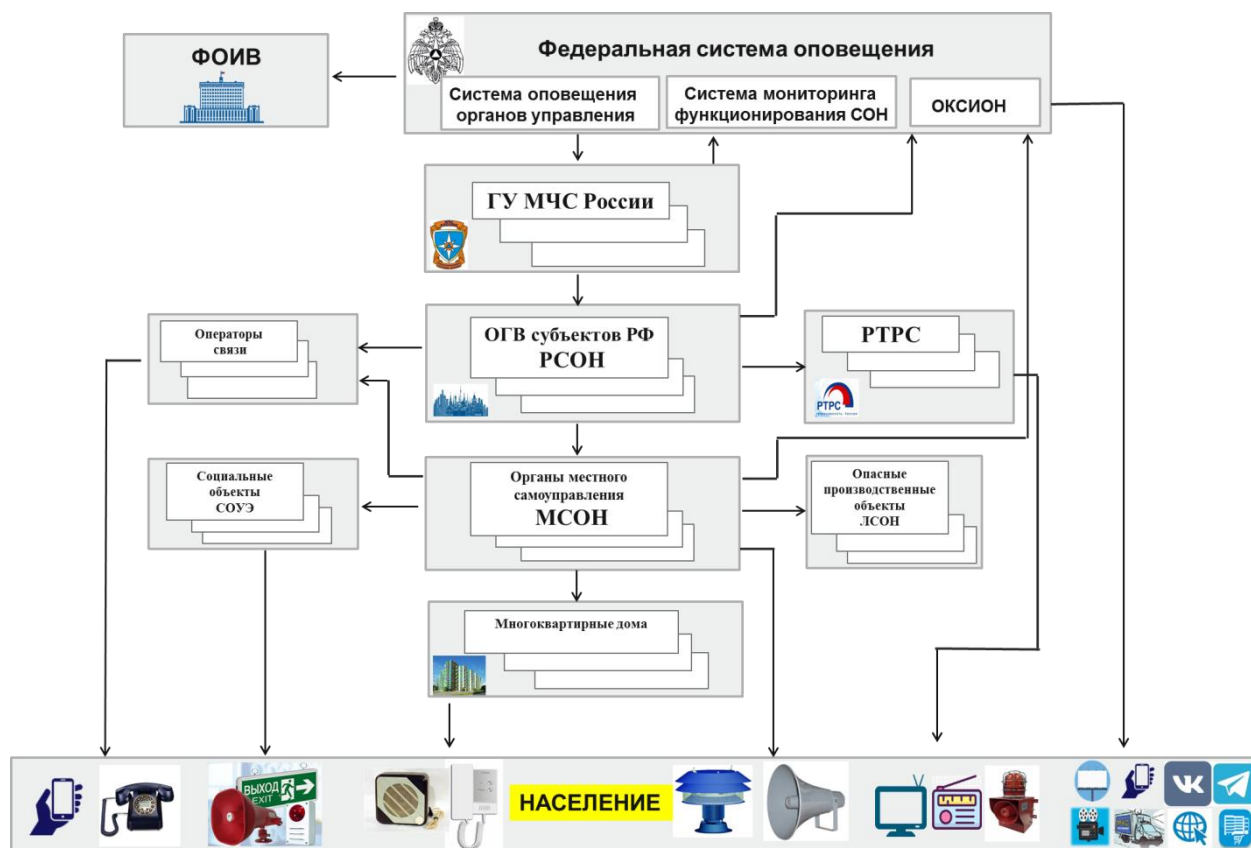 ФОИВ
Федеральная система оповещения
Система оповещения
органов управления
Система мониторинга
функционирования СОН
ОКСИОН
ГУ МЧС России
Операторы
связи
ОГВ субъектов РФ
РСОН
РТРС
РТРС
Социальные
объекты
СОУЭ
Органы местного
самоуправления
МСОН
Опасные
производственные
объекты
ЛСОН
Многоквартирные дома
ВЫХОД
EXIT
НАСЕЛЕНИЕ